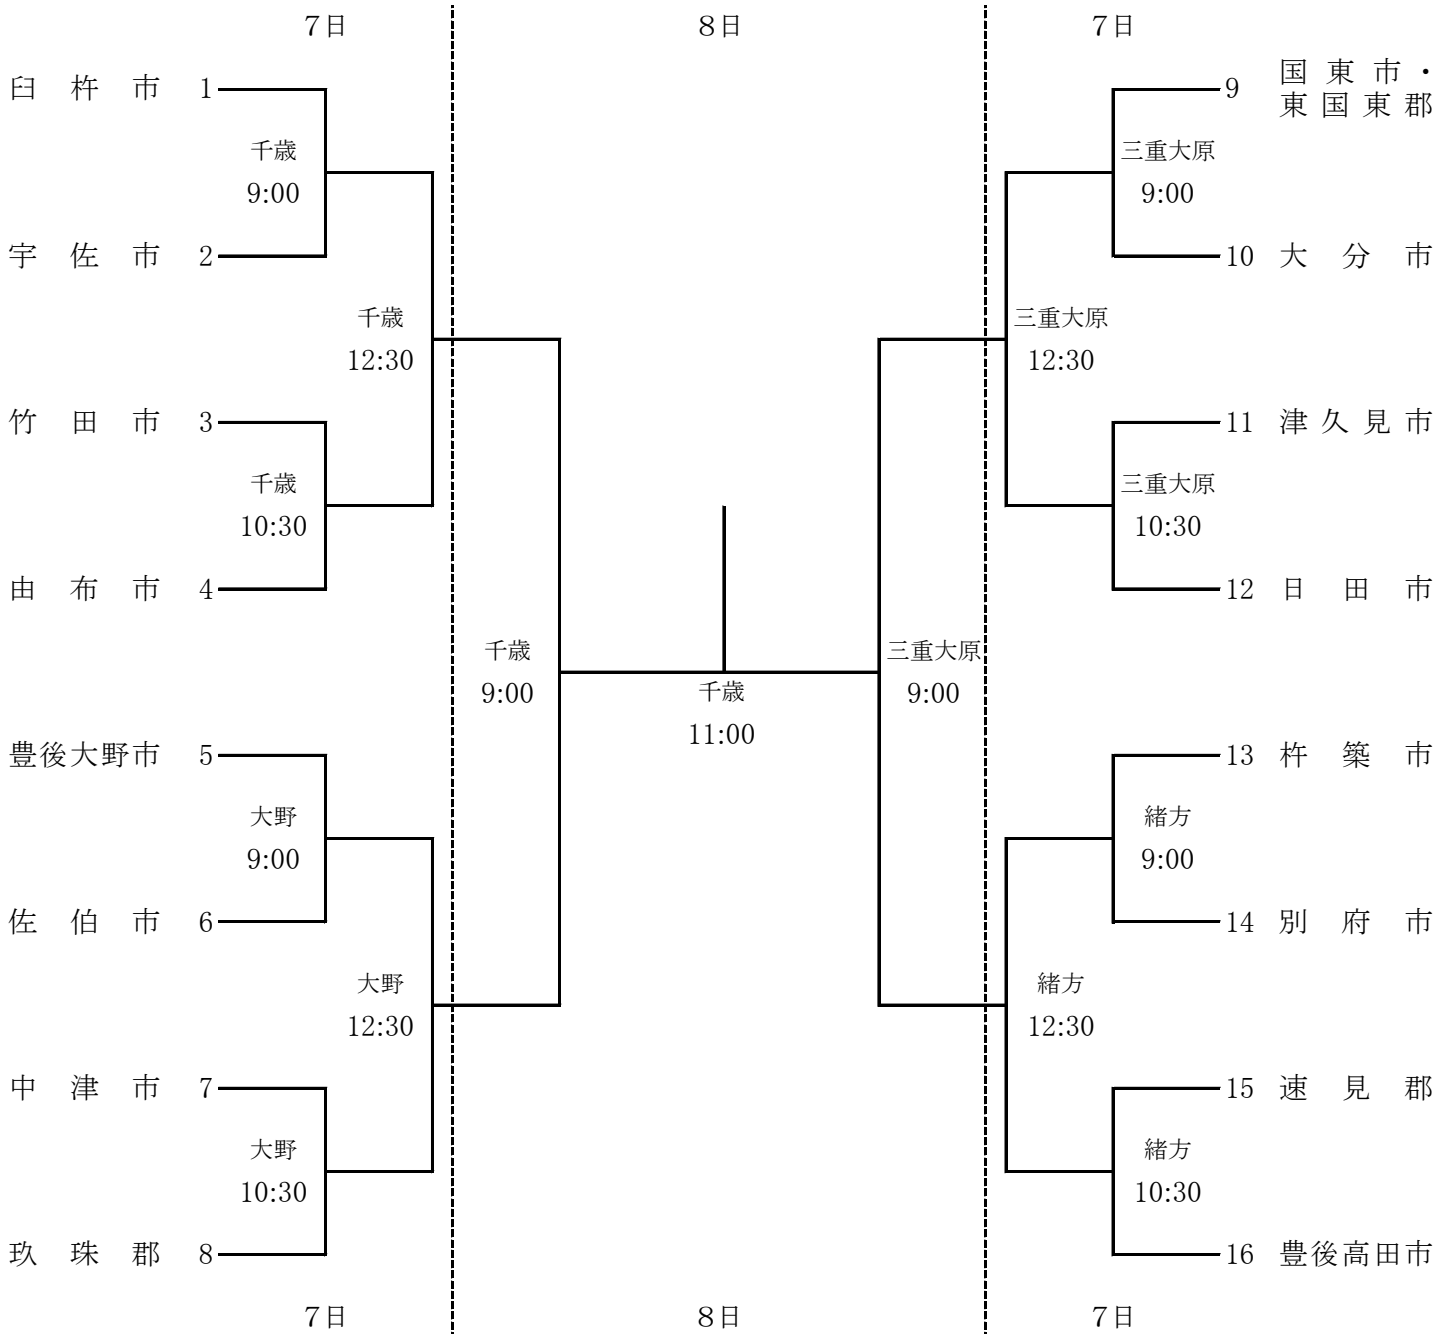 7日 8日 7日
臼杵市 1
9 国東市・
東国東郡
千歳
9:00
三重大原
9:00
宇佐市 2
10 大分市
千歳
12:30
三重大原
12:30
竹田市 3
11 津久見市
千歳
10:30
三重大原
10:30
由布市 4
12 日田市
千歳
9:00
三重大原
9:00
千歳
11:00
豊後大野市 5
13 杵築市
大野
9:00
緒方
9:00
佐伯市 6
14 別府市
大野
12:30
緒方
12:30
中津市 7
15 速見郡
大野
10:30
緒方
10:30
玖珠郡 8
16 豊後高田市
7日 8日 7日